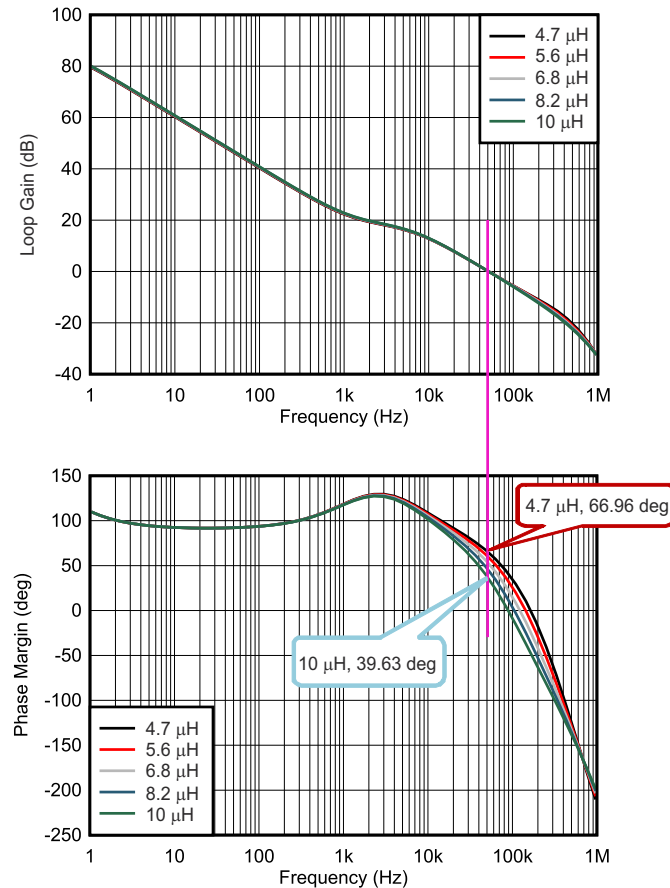 80
60
40
20
0
-20
-40
Loop Gain (dB)
4.7 μH
5.6 μH
6.8 μH
8.2 μH
10 μH
1
10
100
1k
10k
100k
1M
Frequency (Hz)
150
100
50
0
-50
-100
-150
-200
-250
Phase Margin (deg)
4.7 μH, 66.96 deg
10 μH, 39.63 deg
4.7 μH
5.6 μH
6.8 μH
8.2 μH
10 μH
1
10
100
1k
10k
100k
1M
Frequency (Hz)